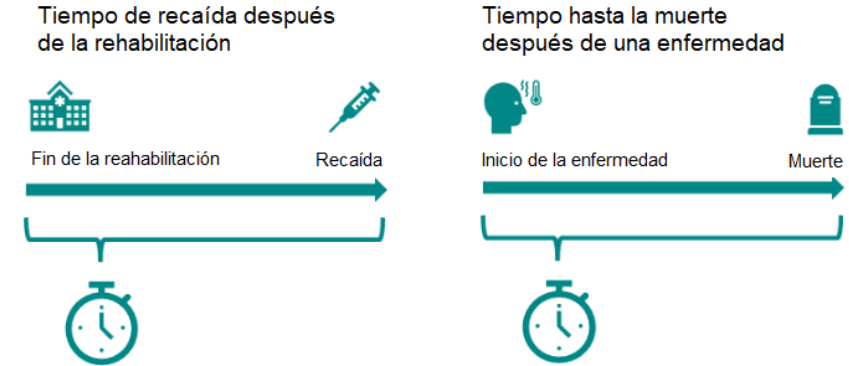 Tiempo de recaída después
de la rehabilitación
Fin de la reahabilitación
Recaída
Tiempo hasta la muerte
después de una enfermedad
Inicio de la enfermedad
Muerte